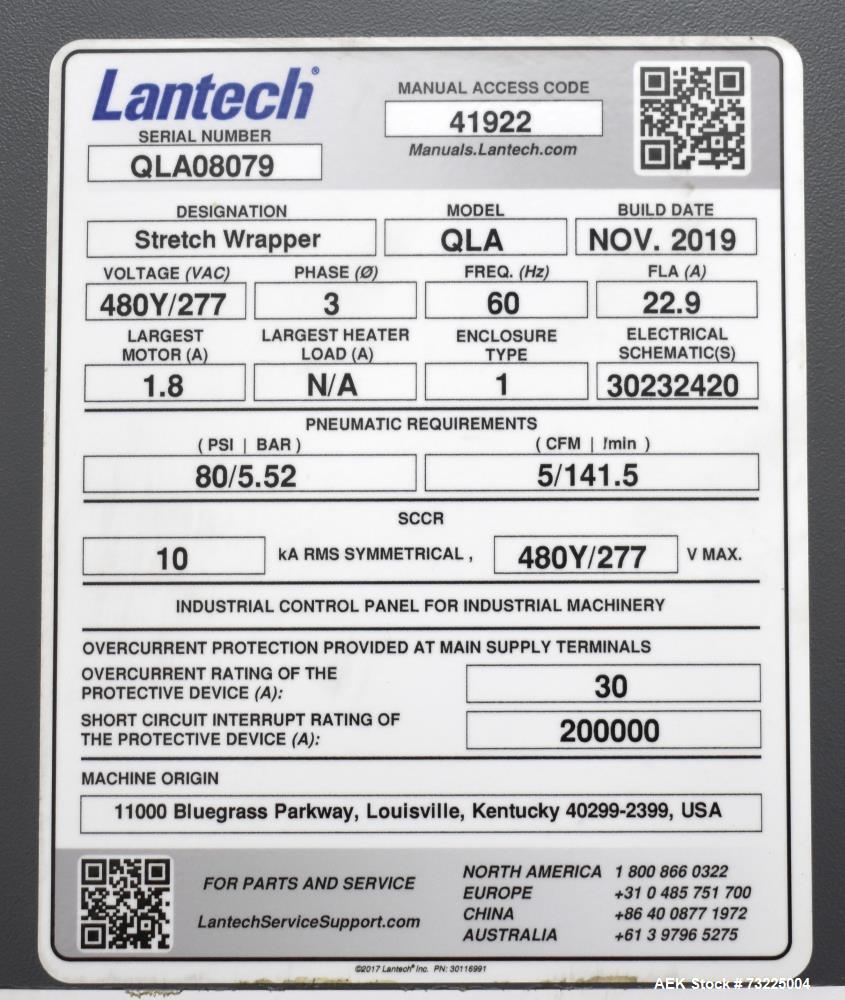 Lantech®
MANUAL ACCESS CODE
41922
Manuals.Lantech.com
SERIAL NUMBER
QLA08079
DESIGNATION MODEL BUILD DATE
Stretch Wrapper QLA NOV. 2019
VOLTAGE (VAC) PHASE (Ø) FREQ. (Hz) FLA (A)
480Y/277 3 60 22.9
LARGEST MOTOR (A) LARGEST HEATER LOAD (A) ENCLOSURE TYPE ELECTRICAL SCHEMATIC(S)
1.8 N/A 1 30232420
PNEUMATIC REQUIREMENTS
( PSI | BAR ) ( CFM | l/min )
80/5.52 5/141.5
SCCR
10 kA RMS SYMMETRICAL , 480Y/277 V MAX.
INDUSTRIAL CONTROL PANEL FOR INDUSTRIAL MACHINERY
OVERCURRENT PROTECTION PROVIDED AT MAIN SUPPLY TERMINALS
OVERCURRENT RATING OF THE
PROTECTIVE DEVICE (A): 30
SHORT CIRCUIT INTERRUPT RATING OF
THE PROTECTIVE DEVICE (A): 200000
MACHINE ORIGIN
11000 Bluegrass Parkway, Louisville, Kentucky 40299-2399, USA
FOR PARTS AND SERVICE
LantechServiceSupport.com
NORTH AMERICA 1 800 866 0322
EUROPE +31 0 485 751 700
CHINA +86 40 0877 1972
AUSTRALIA +61 3 9796 5275
©2017 Lantech® Inc. PN: 30116991
AEK Stock # 73225004